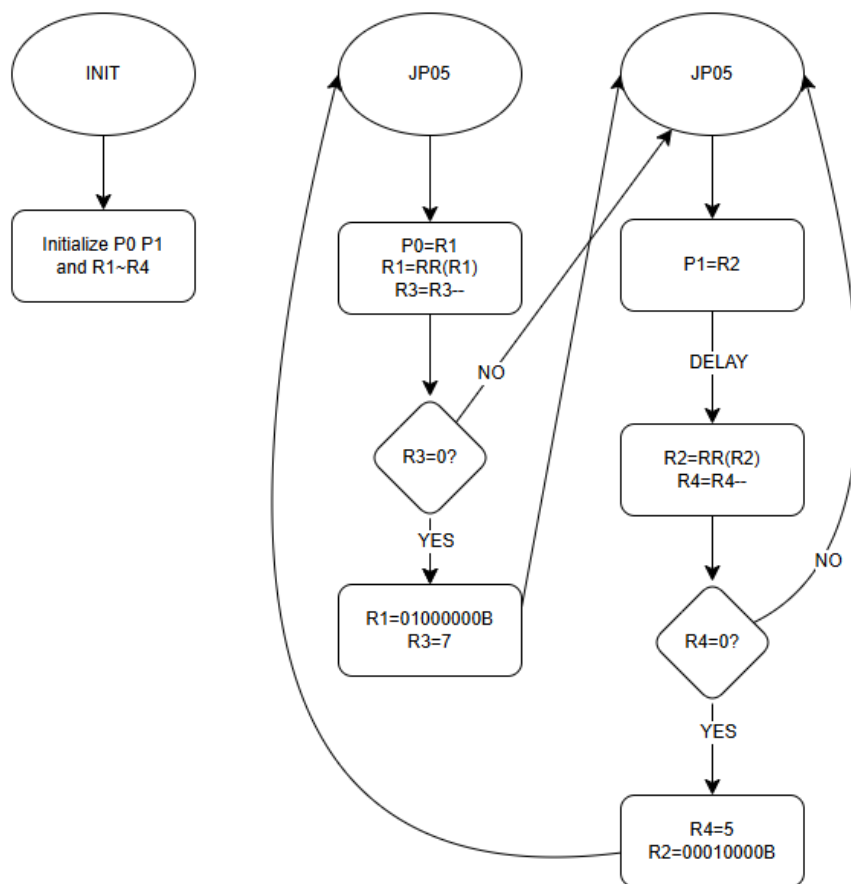 INIT
Initialize P0 P1
and R1~R4
JP05
P0=R1
R1=RR(R1)
R3=R3--
NO
R3=0?
YES
R1=01000000B
R3=7
JP05
P1=R2
DELAY
R2=RR(R2)
R4=R4--
NO
R4=0?
YES
R4=5
R2=00010000B